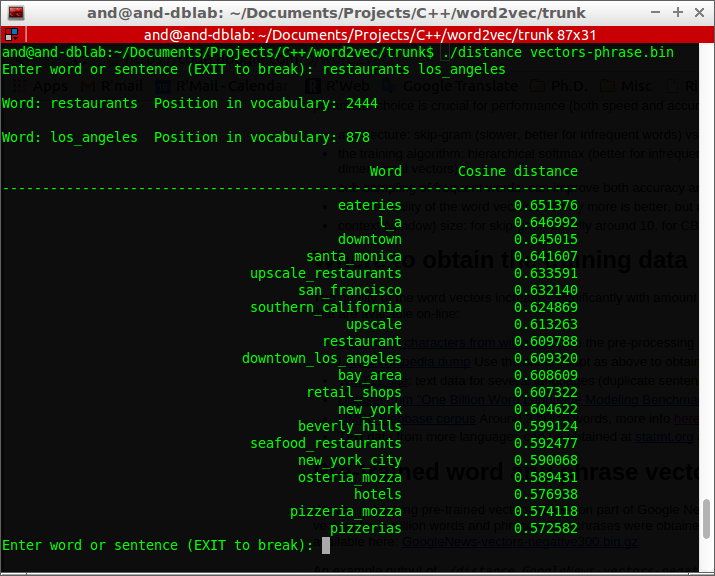 and@and-dblab: ~/Documents/Projects/C++/word2vec/trunk
and@and-dblab: ~/Documents/Projects/C++/word2vec/trunk 87x31
and@and-dblab:~/Documents/Projects/C++/word2vec/trunk$ ./distance vectors-phrase.bin
Enter word or sentence (EXIT to break): restaurants los_angeles
Word: restaurants Position in vocabulary: 2444
Word: los_angeles Position in vocabulary: 878
Word Cosine distance
------------------------------------------------------------------------
eateries 0.651376
l_a 0.646992
downtown 0.645015
santa_monica 0.641607
upscale_restaurants 0.633591
san_francisco 0.632140
southern_california 0.624869
upscale 0.613263
restaurant 0.609788
downtown_los_angeles 0.609320
bay_area 0.608609
retail_shops 0.607322
new_york 0.604622
beverly_hills 0.599124
seafood_restaurants 0.592477
new_york_city 0.590068
osteria_mozza 0.589431
hotels 0.576938
pizzeria_mozza 0.574118
pizzerias 0.572582
Enter word or sentence (EXIT to break):